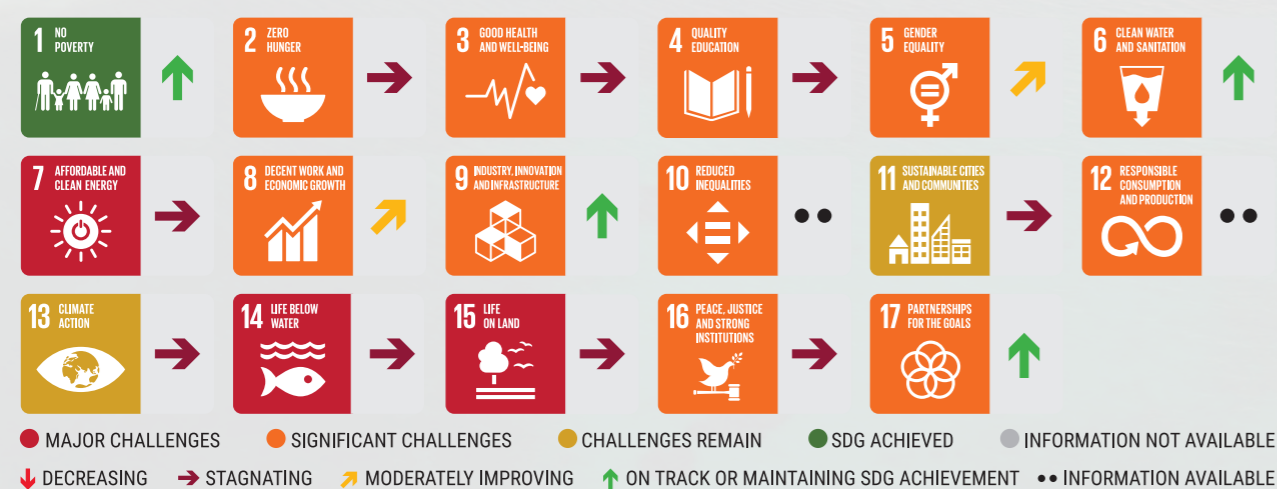 1 NO
POVERTY
2 ZERO
HUNGER
3 GOOD HEALTH
AND WELL-BEING
4 QUALITY
EDUCATION
5 GENDER
EQUALITY
6 CLEAN WATER
AND SANITATION
7 AFFORDABLE AND
CLEAN ENERGY
8 DECENT WORK AND
ECONOMIC GROWTH
9 INDUSTRY, INNOVATION
AND INFRASTRUCTURE
10 REDUCED
INEQUALITIES
11 SUSTAINABLE CITIES
AND COMMUNITIES
12 RESPONSIBLE
CONSUMPTION
AND PRODUCTION
13 CLIMATE
ACTION
14 LIFE BELOW
WATER
15 LIFE
ON LAND
16 PEACE, JUSTICE
AND STRONG
INSTITUTIONS
17 PARTNERSHIPS
FOR THE GOALS
MAJOR CHALLENGES SIGNIFICANT CHALLENGES CHALLENGES REMAIN SDG ACHIEVED INFORMATION NOT AVAILABLE
DECREASING STAGNATING MODERATELY IMPROVING ON TRACK OR MAINTAINING SDG ACHIEVEMENT INFORMATION AVAILABLE